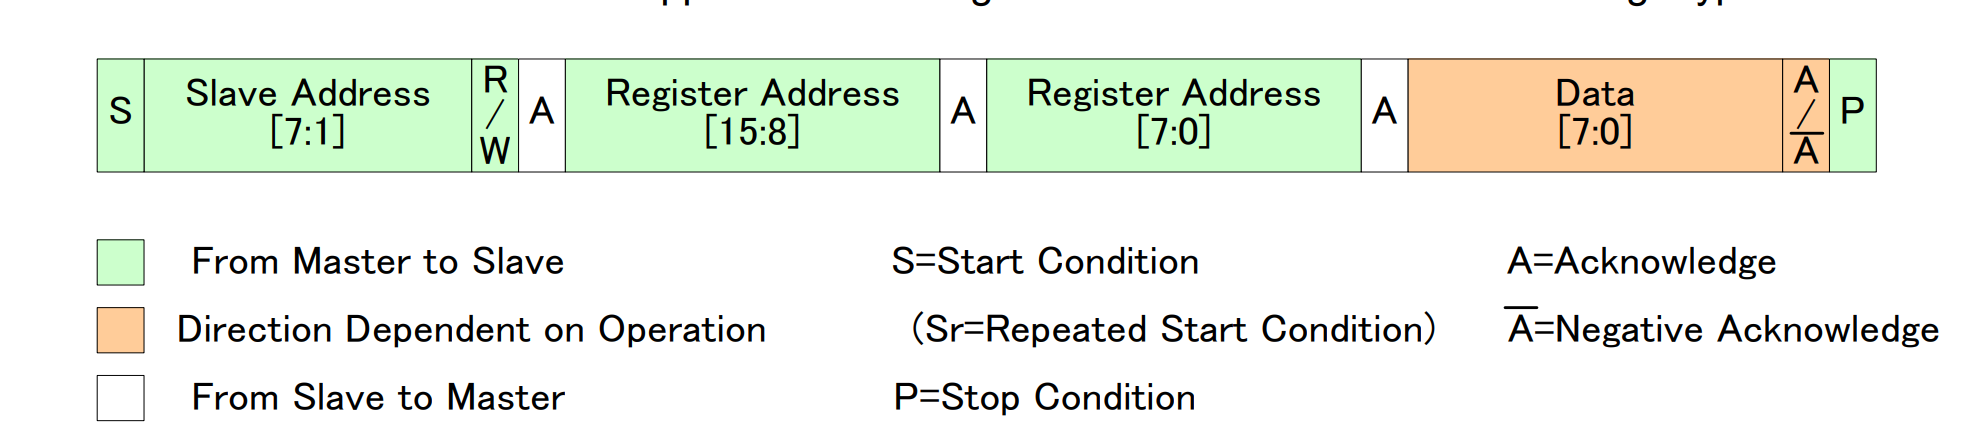 S Slave Address [7:1] R / W A Register Address [15:8] A Register Address [7:0] A Data [7:0] A / A̅ P
From Master to Slave S=Start Condition A=Acknowledge
Direction Dependent on Operation (Sr=Repeated Start Condition) A̅=Negative Acknowledge
From Slave to Master P=Stop Condition